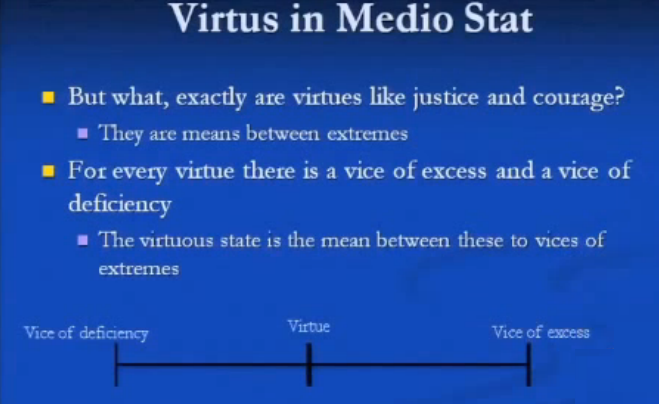 Virtus in Medio Stat
But what, exactly are virtues like justice and courage?
They are means between extremes
For every virtue there is a vice of excess and a vice of
deficiency
The virtuous state is the mean between these to vices of
extremes
Vice of deficiency
Virtue
Vice of excess